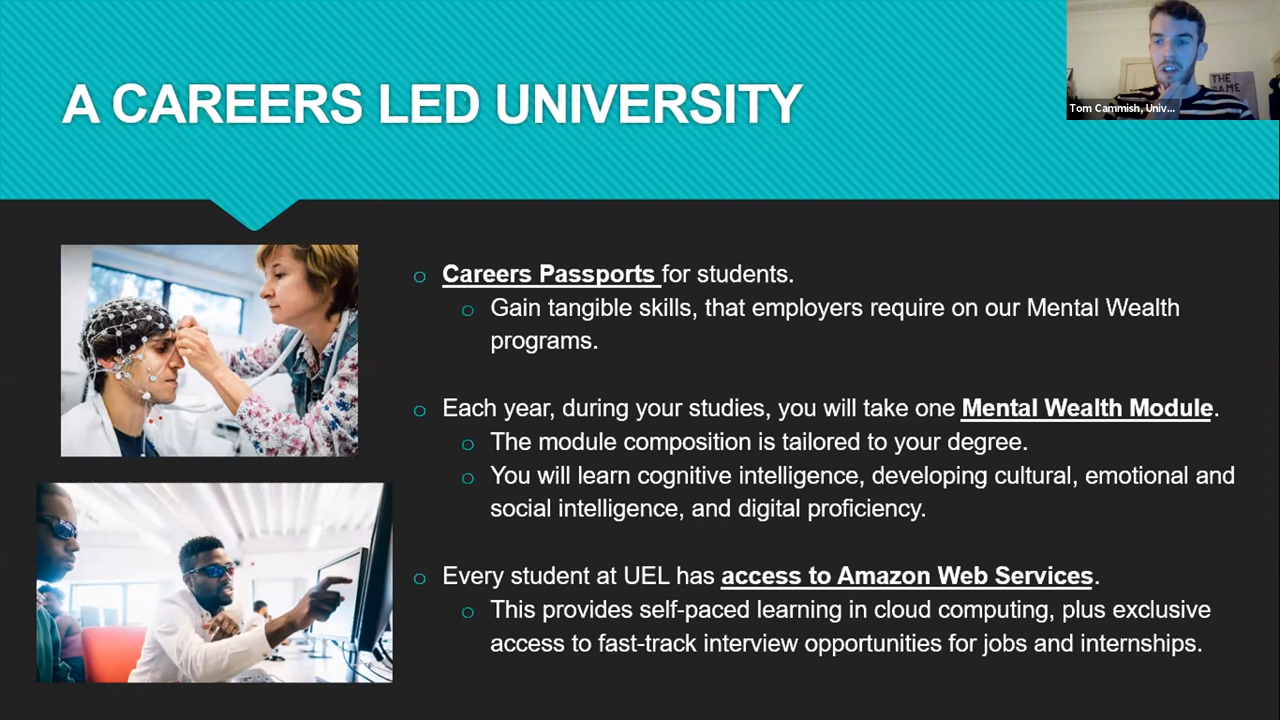 A CAREERS LED UNIVERSITY
THE
GAME
Tom Cammish, Univ...
o Careers Passports for students.
o Gain tangible skills, that employers require on our Mental Wealth
programs.
o Each year, during your studies, you will take one Mental Wealth Module.
o The module composition is tailored to your degree.
o You will learn cognitive intelligence, developing cultural, emotional and
social intelligence, and digital proficiency.
o Every student at UEL has access to Amazon Web Services.
o This provides self-paced learning in cloud computing, plus exclusive
access to fast-track interview opportunities for jobs and internships.